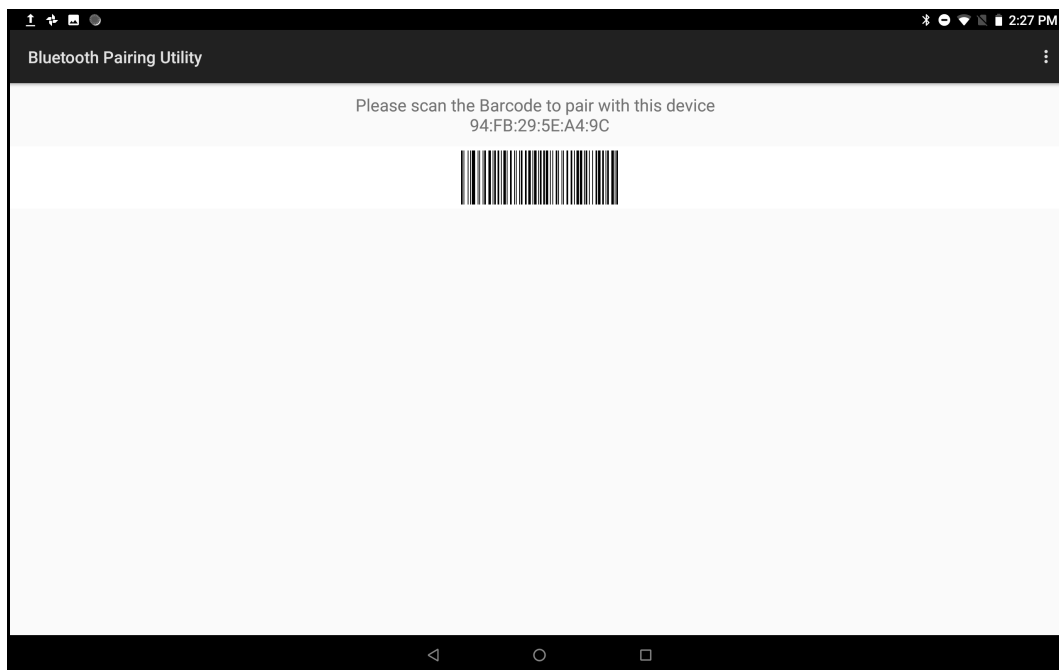 2:27 PM
Bluetooth Pairing Utility
Please scan the Barcode to pair with this device
94:FB:29:5E:A4:9C